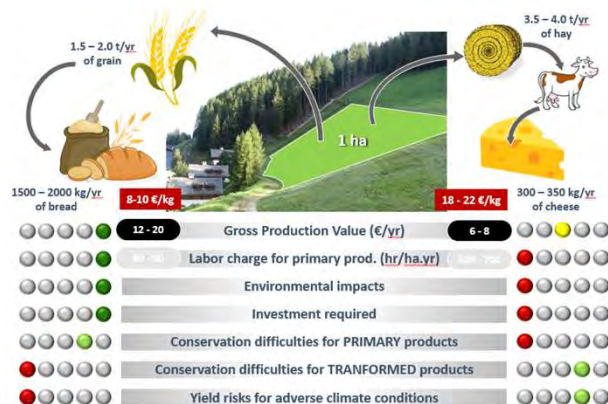 3.5 – 4.0 t/yr
of hay
1.5 – 2.0 t/yr
of grain
1 ha
1500 – 2000 kg/yr
of bread
8-10 €/kg
18 - 22 €/kg
300 – 350 kg/yr
of cheese
12 - 20 Gross Production Value (€/yr) 6 - 8
Labor charge for primary prod. (hr/ha.yr)
Environmental impacts
Investment required
Conservation difficulties for PRIMARY products
Conservation difficulties for TRANFORMED products
Yield risks for adverse climate conditions